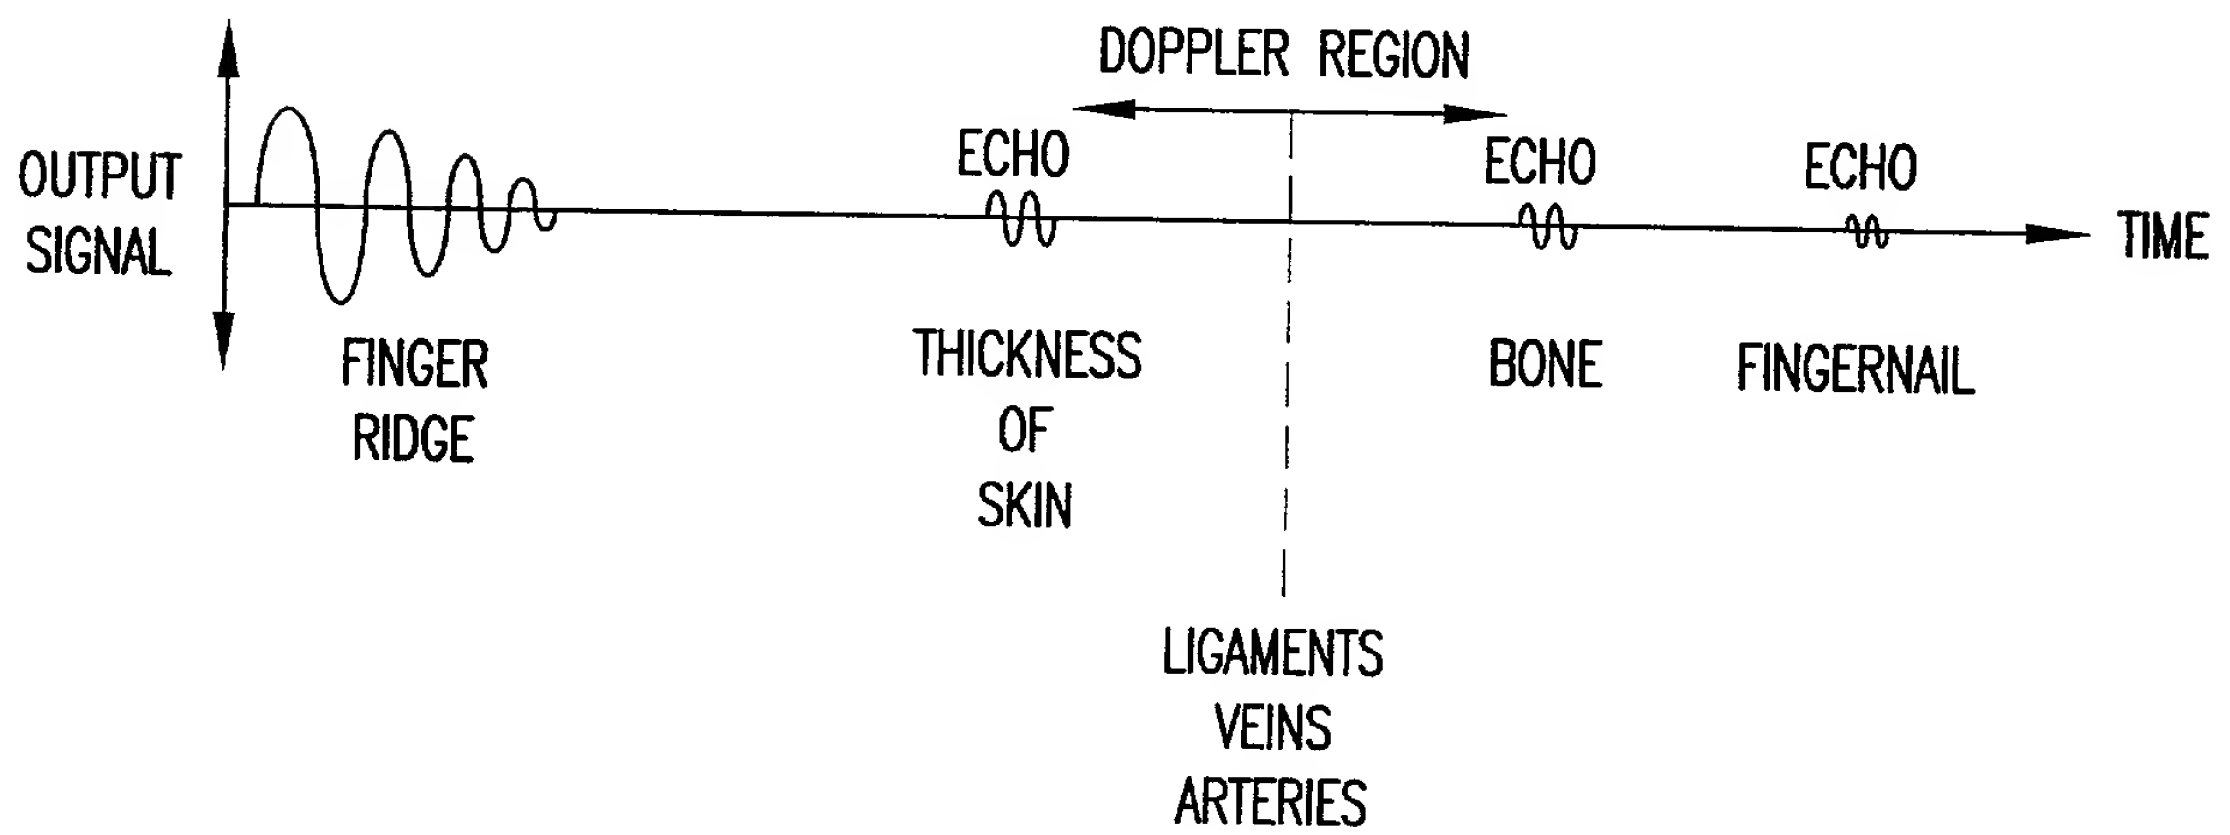 DOPPLER REGION
OUTPUT
SIGNAL
ECHO
ECHO
ECHO
TIME
FINGER
RIDGE
THICKNESS
OF
SKIN
BONE
FINGERNAIL
LIGAMENTS
VEINS
ARTERIES